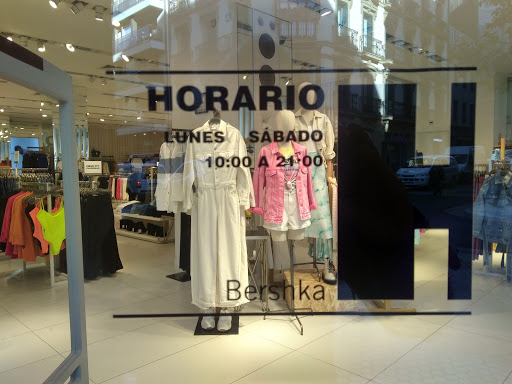 HORARIO
LUNES SÁBADO
10:00 A 21:00
Bershka